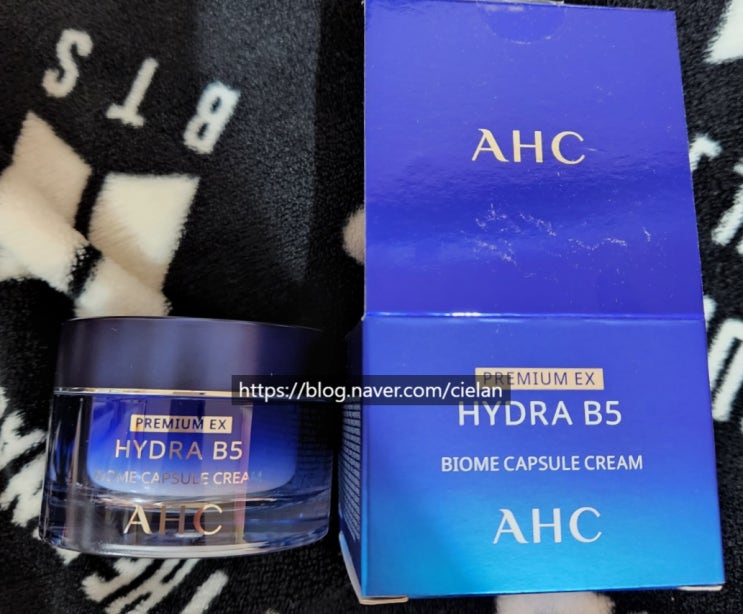 BTS
AHC
PREMIUM EX
HYDRA B5
BIOME CAPSULE CREAM
AHC
https://blog.naver.com/cielan
PREMIUM EX
HYDRA B5
BIOME CAPSULE CREAM
AHC